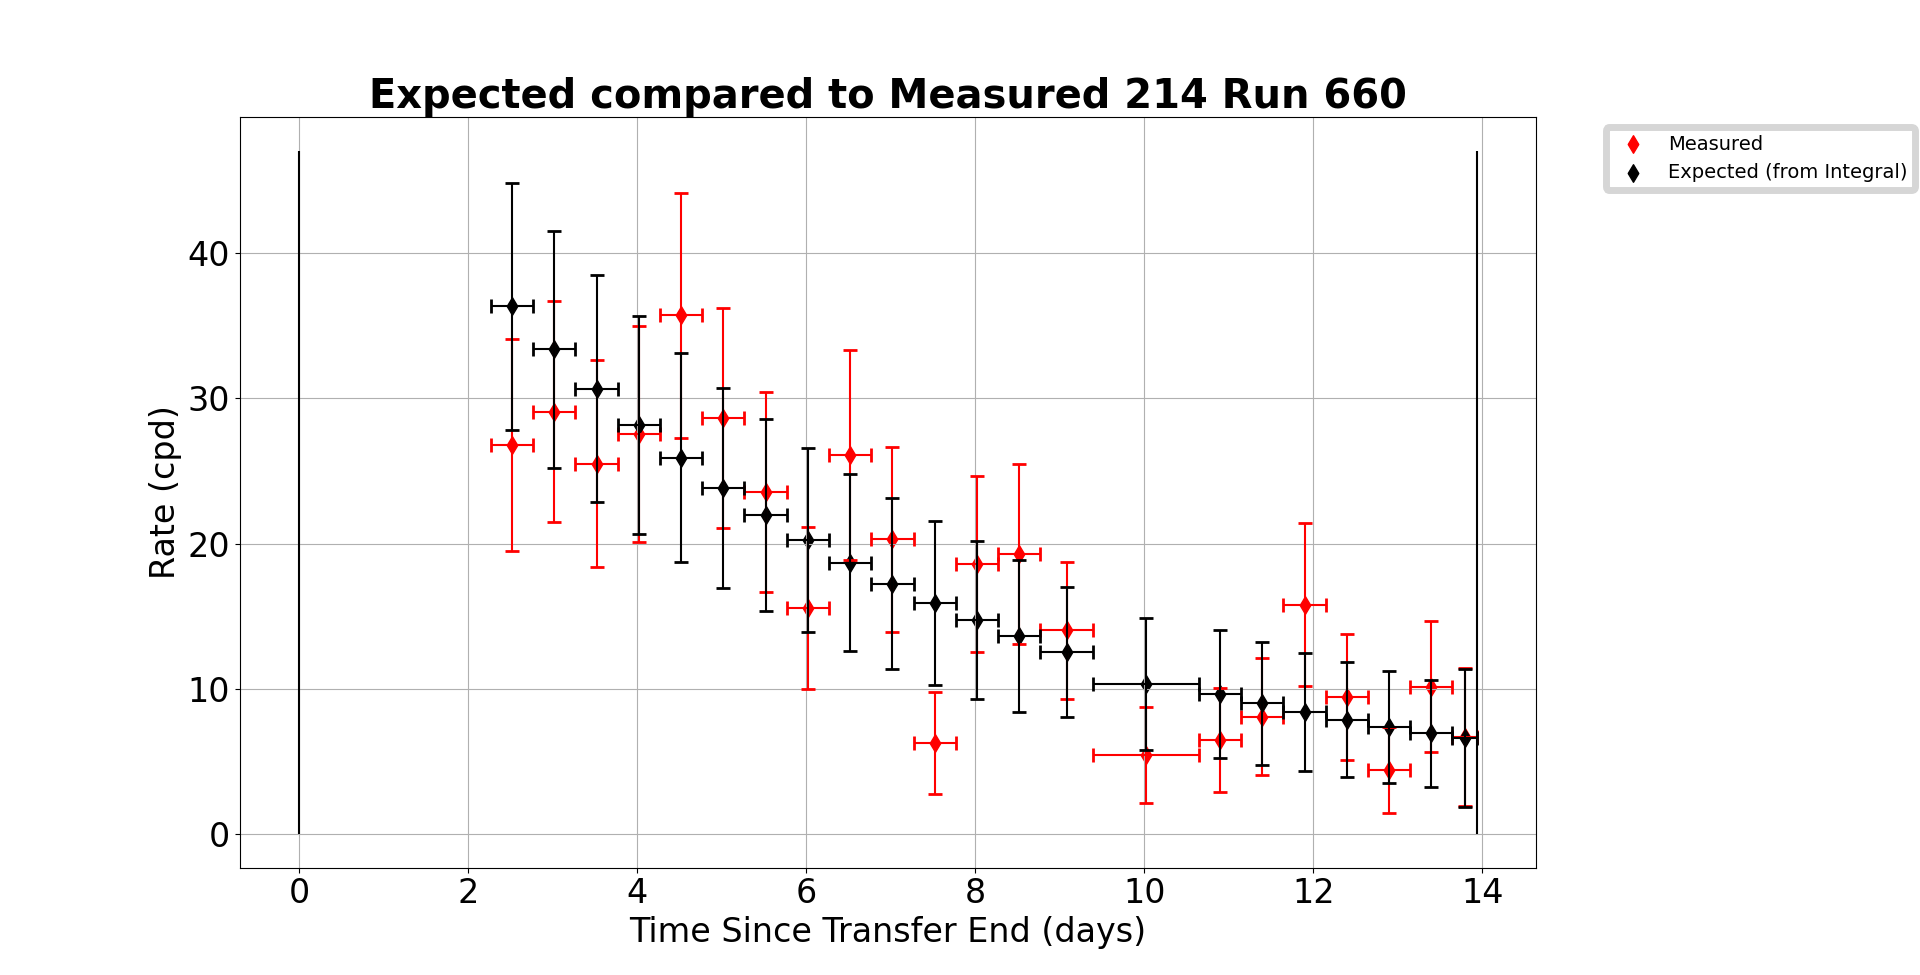 Expected compared to Measured 214 Run 660
Measured
Expected (from Integral)
Rate (cpd)
40
30
20
10
0
0 2 4 6 8 10 12 14
Time Since Transfer End (days)